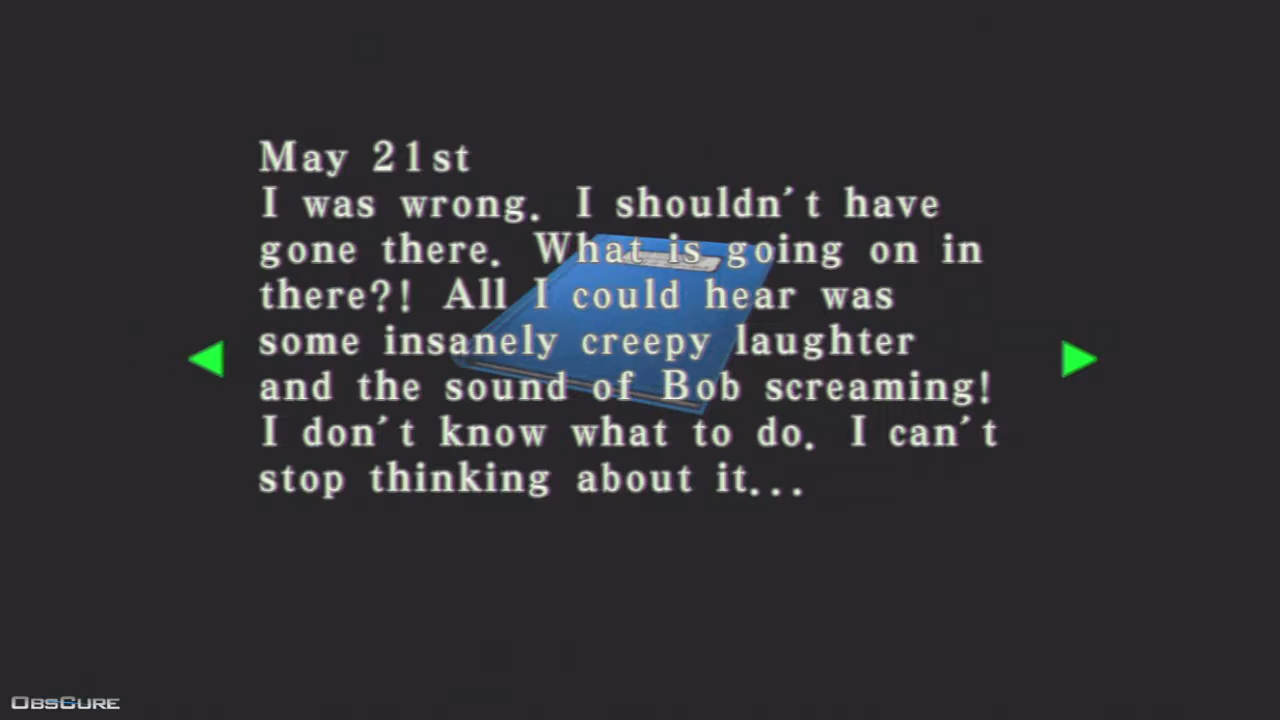 May 21st
I was wrong. I shouldn't have
gone there. What is going on in
there?! All I could hear was
some insanely creepy laughter
and the sound of Bob screaming!
I don't know what to do. I can't
stop thinking about it...
OBSCURE